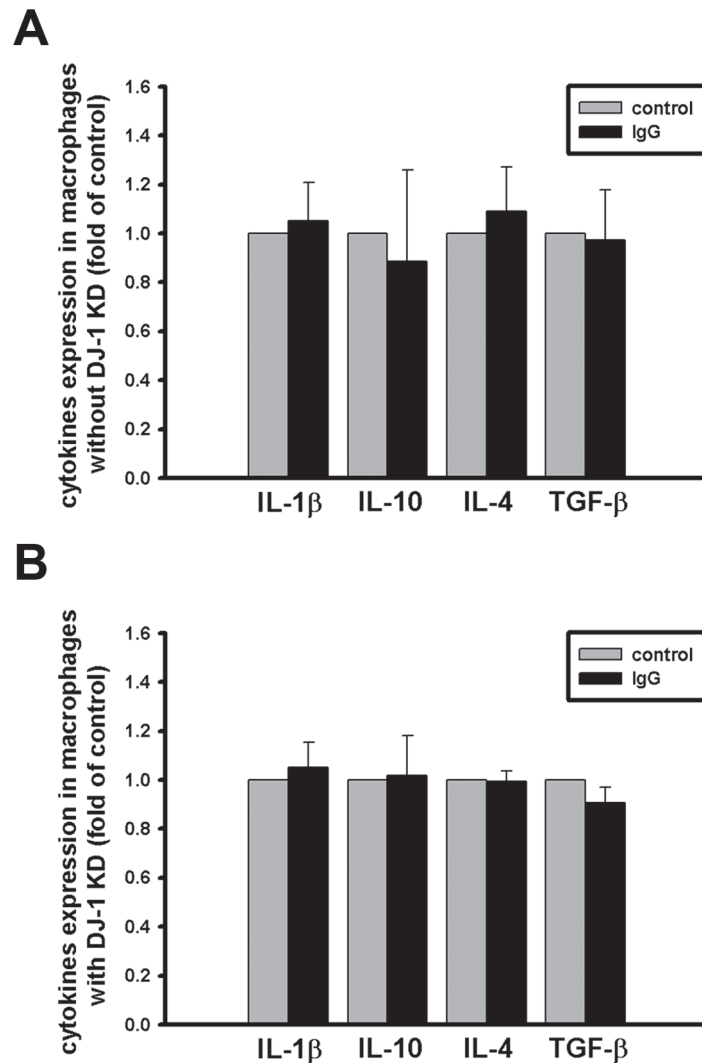 A
cytokines expression in macrophages
without DJ-1 KD (fold of control)
1.6
1.4
1.2
1.0
0.8
0.6
0.4
0.2
0.0
control
IgG
IL-1β
IL-10
IL-4
TGF-β
B
cytokines expression in macrophages
with DJ-1 KD (fold of control)
1.6
1.4
1.2
1.0
0.8
0.6
0.4
0.2
0.0
control
IgG
IL-1β
IL-10
IL-4
TGF-β